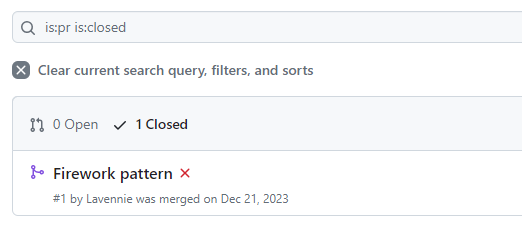 is:pr is:closed
Clear current search query, filters, and sorts
0 Open 1 Closed
Firework pattern
#1 by Lavennie was merged on Dec 21, 2023